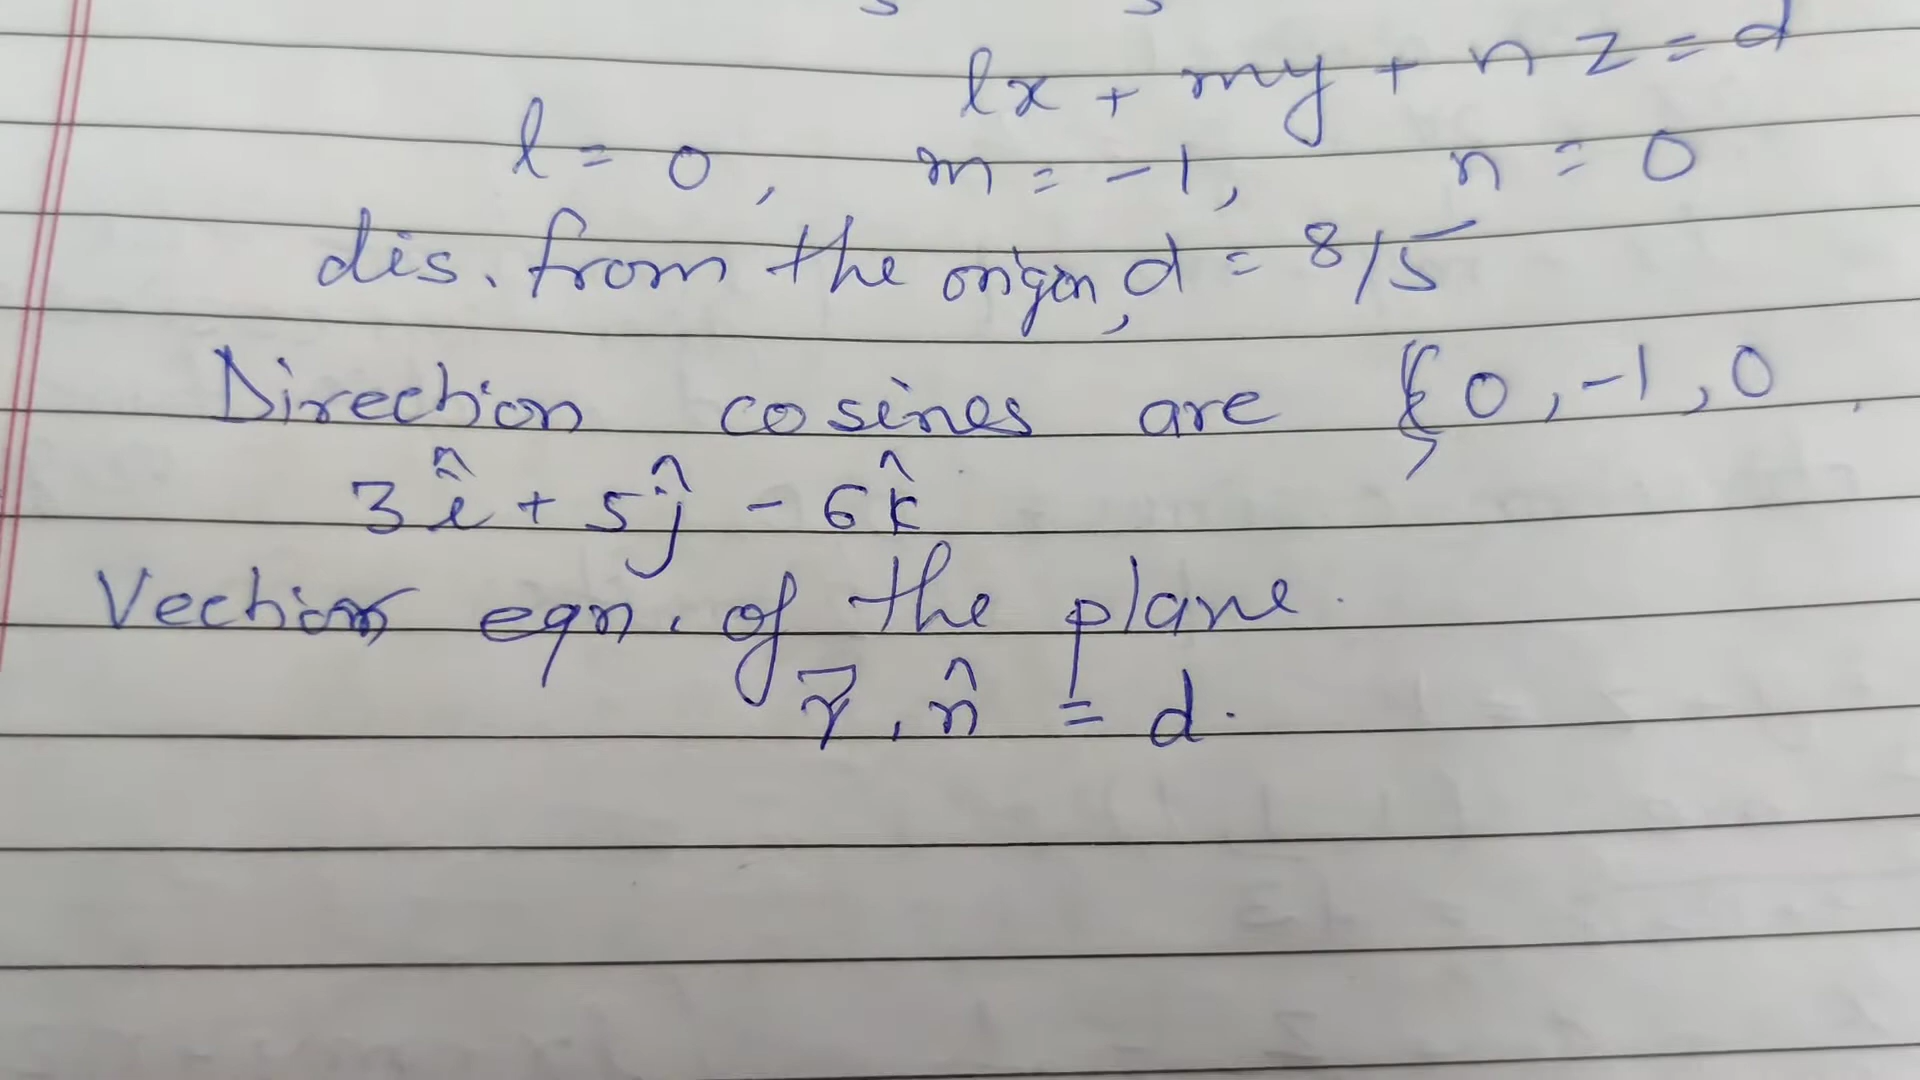 lx + my + nz = d
l = 0, m = -1, n = 0
dis. from the origin, d = 8/5
Direction cosines are 0, -1, 0
3î + 5ĵ - 6k̂
Vector eqn. of the plane.
r⃗ . n̂ = d.